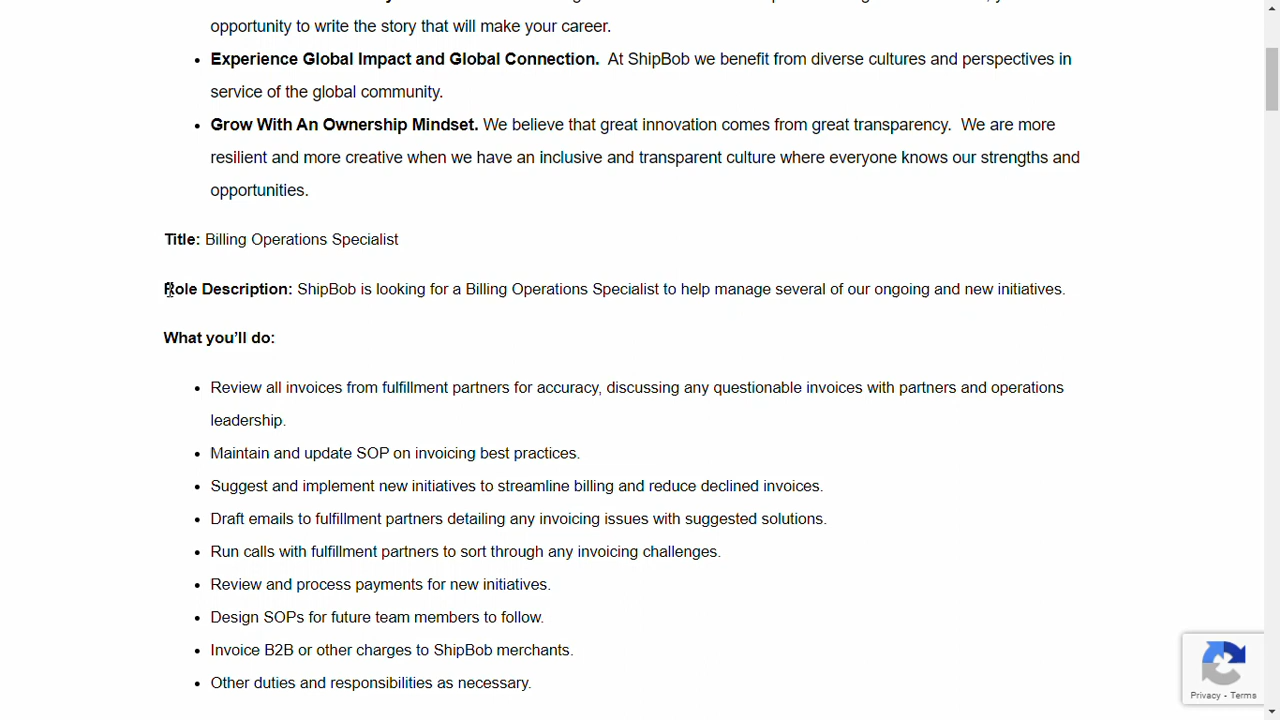 opportunity to write the story that will make your career.
• Experience Global Impact and Global Connection.  At ShipBob we benefit from diverse cultures and perspectives in
service of the global community.
• Grow With An Ownership Mindset. We believe that great innovation comes from great transparency.  We are more
resilient and more creative when we have an inclusive and transparent culture where everyone knows our strengths and
opportunities.
Title: Billing Operations Specialist
Role Description: ShipBob is looking for a Billing Operations Specialist to help manage several of our ongoing and new initiatives.
What you’ll do:
• Review all invoices from fulfillment partners for accuracy, discussing any questionable invoices with partners and operations
leadership.
• Maintain and update SOP on invoicing best practices.
• Suggest and implement new initiatives to streamline billing and reduce declined invoices.
• Draft emails to fulfillment partners detailing any invoicing issues with suggested solutions.
• Run calls with fulfillment partners to sort through any invoicing challenges.
• Review and process payments for new initiatives.
• Design SOPs for future team members to follow.
• Invoice B2B or other charges to ShipBob merchants.
• Other duties and responsibilities as necessary.
Privacy - Terms